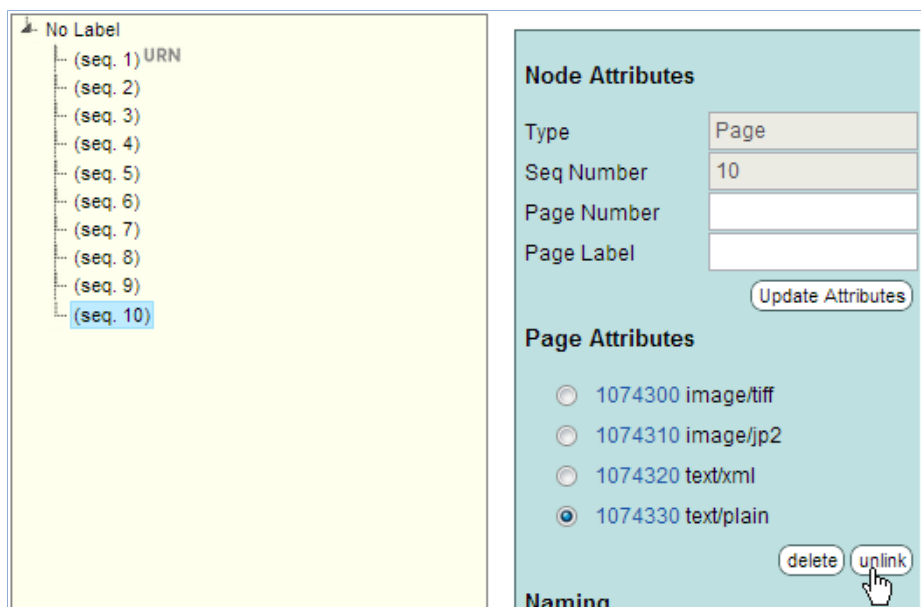 No Label
(seq. 1) URN
(seq. 2)
(seq. 3)
(seq. 4)
(seq. 5)
(seq. 6)
(seq. 7)
(seq. 8)
(seq. 9)
(seq. 10)
Node Attributes
Type Page
Seq Number 10
Page Number
Page Label
Update Attributes
Page Attributes
1074300 image/tiff
1074310 image/jp2
1074320 text/xml
1074330 text/plain
delete unlink
Naming